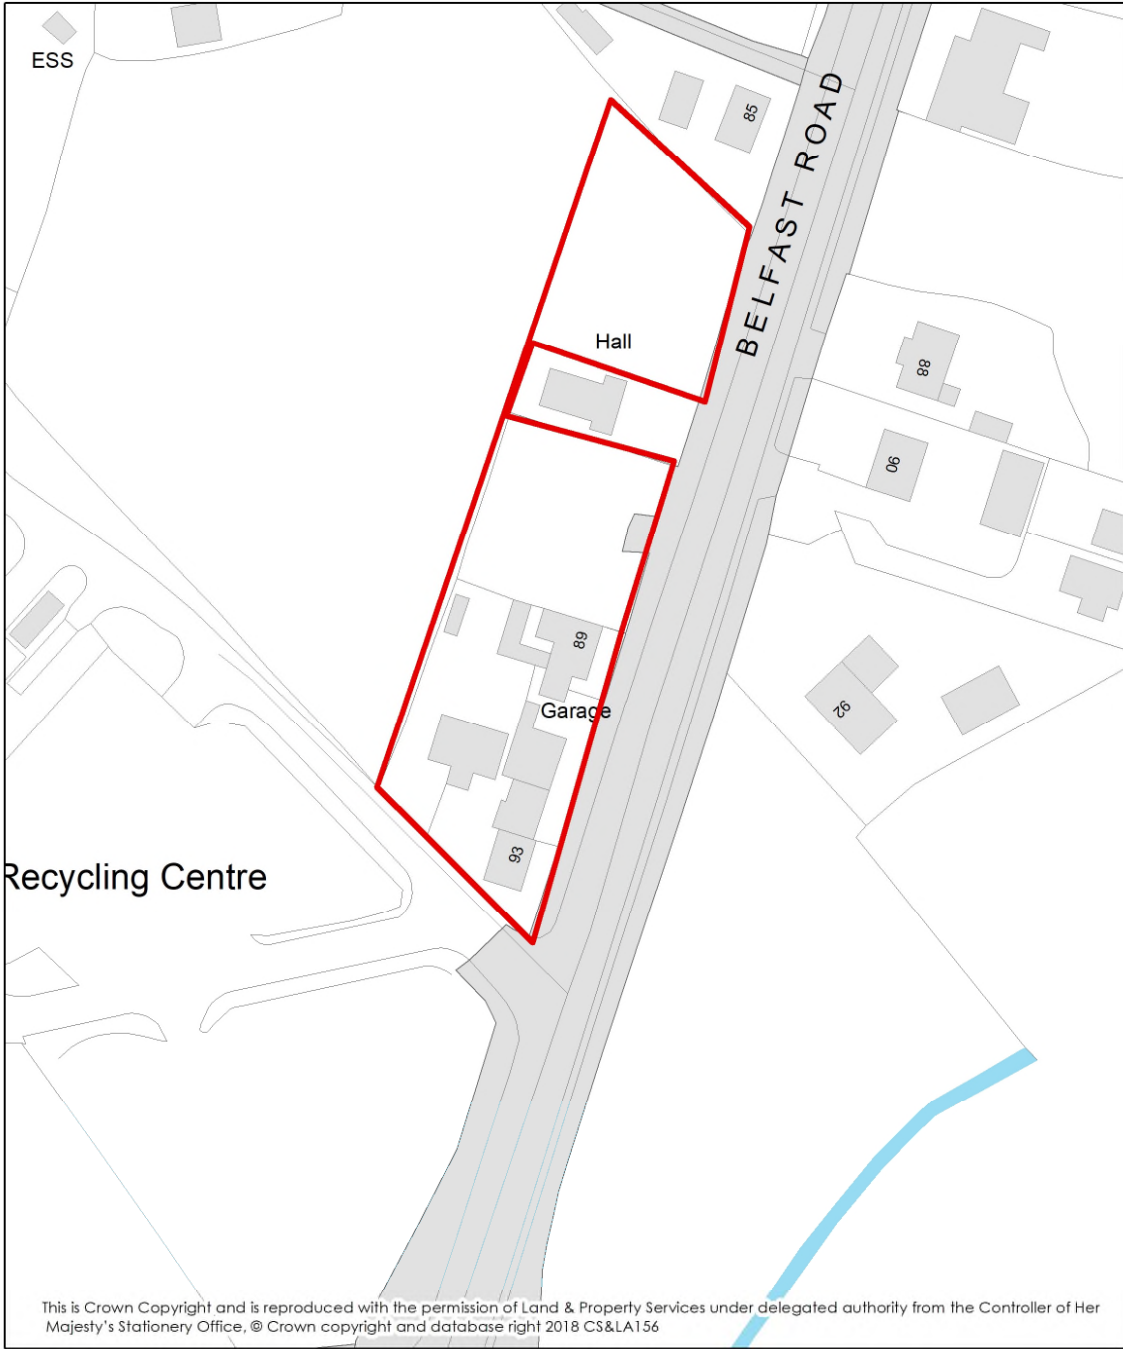 ESS
85
BELFAST ROAD
Hall
88
90
89
Garage
92
93
Recycling Centre
This is Crown Copyright and is reproduced with the permission of Land & Property Services under delegated authority from the Controller of Her
Majesty's Stationery Office, © Crown copyright and database right 2018 CS&LA156